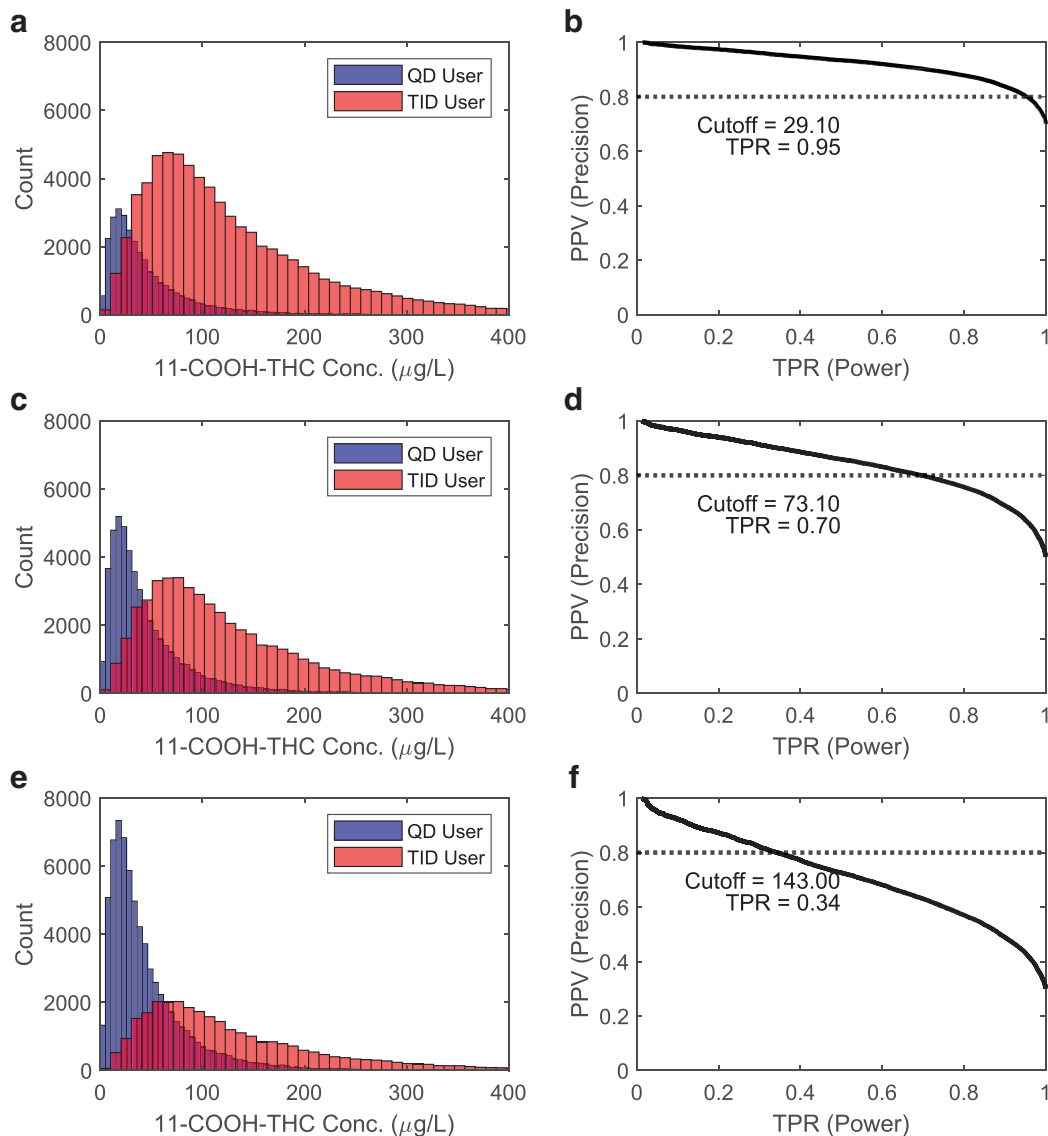 a
8000
6000
4000
2000
0
Count
QD User
TID User
0 100 200 300 400
11-COOH-THC Conc. (μg/L)
b
1
0.8
0.6
0.4
0.2
0
PPV (Precision)
Cutoff = 29.10
TPR = 0.95
0 0.2 0.4 0.6 0.8 1
TPR (Power)
c
8000
6000
4000
2000
0
Count
QD User
TID User
0 100 200 300 400
11-COOH-THC Conc. (μg/L)
d
1
0.8
0.6
0.4
0.2
0
PPV (Precision)
Cutoff = 73.10
TPR = 0.70
0 0.2 0.4 0.6 0.8 1
TPR (Power)
e
8000
6000
4000
2000
0
Count
QD User
TID User
0 100 200 300 400
11-COOH-THC Conc. (μg/L)
f
1
0.8
0.6
0.4
0.2
0
PPV (Precision)
Cutoff = 143.00
TPR = 0.34
0 0.2 0.4 0.6 0.8 1
TPR (Power)